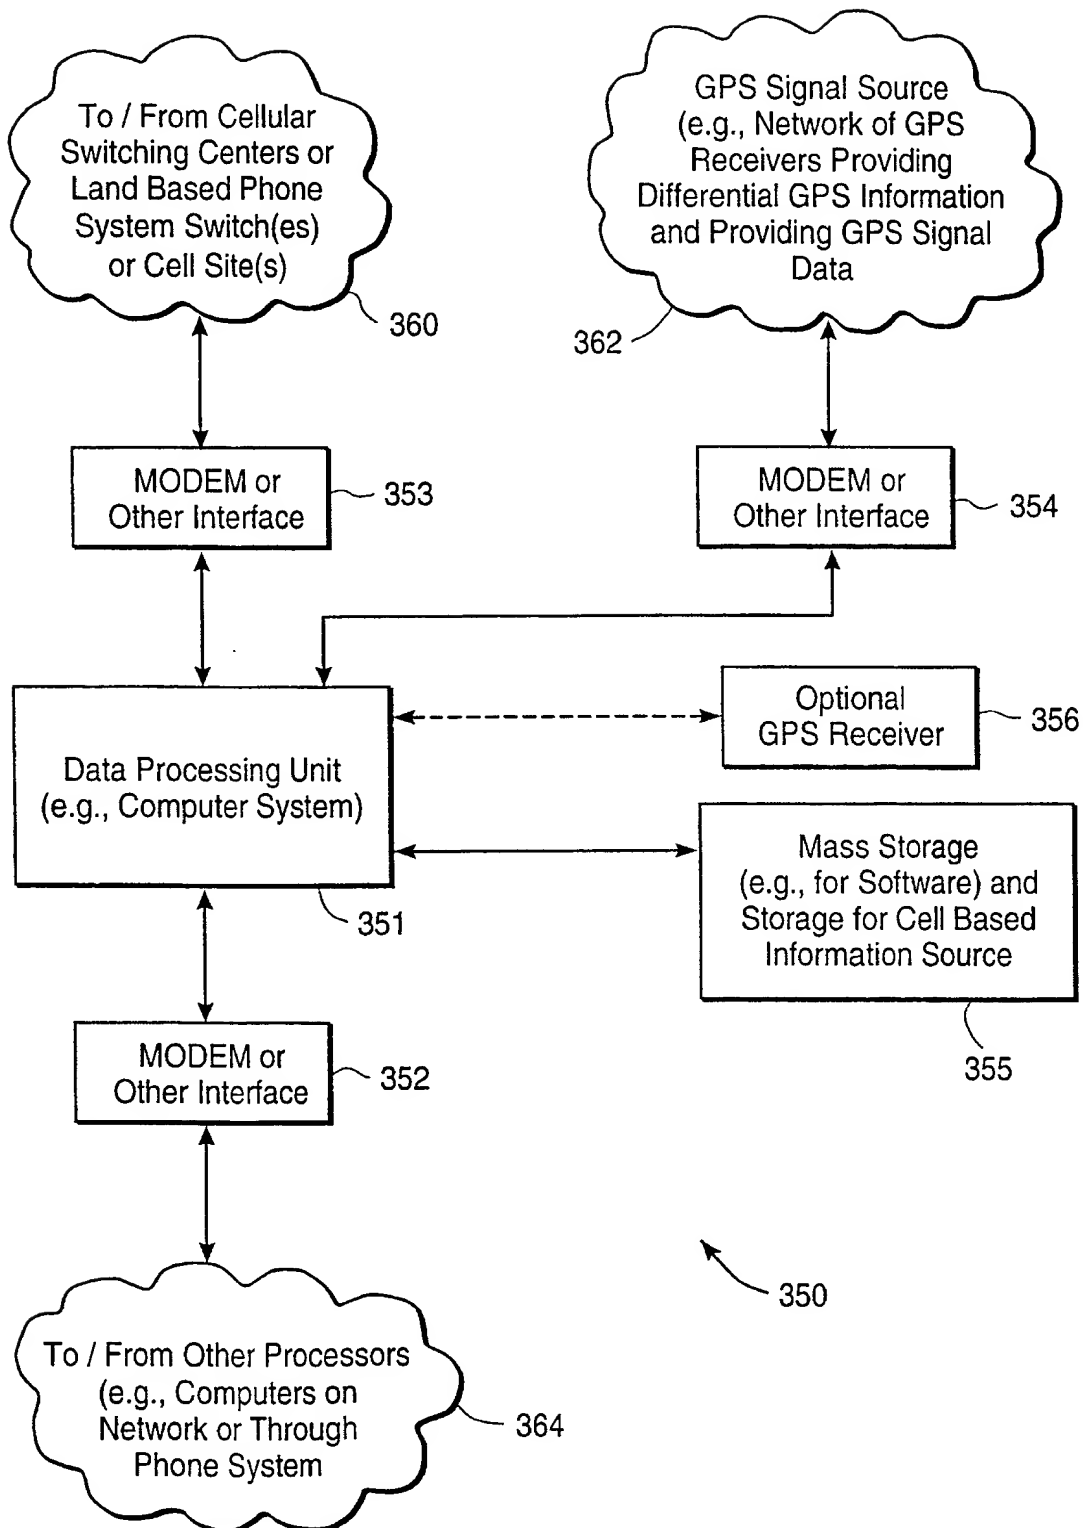 To / From Cellular
Switching Centers or
Land Based Phone
System Switch(es)
or Cell Site(s)
360
GPS Signal Source
(e.g., Network of GPS
Receivers Providing
Differential GPS Information
and Providing GPS Signal
Data
362
MODEM or
Other Interface
353
MODEM or
Other Interface
354
Data Processing Unit
(e.g., Computer System)
351
Optional
GPS Receiver
356
Mass Storage
(e.g., for Software) and
Storage for Cell Based
Information Source
355
MODEM or
Other Interface
352
350
To / From Other Processors
(e.g., Computers on
Network or Through
Phone System
364